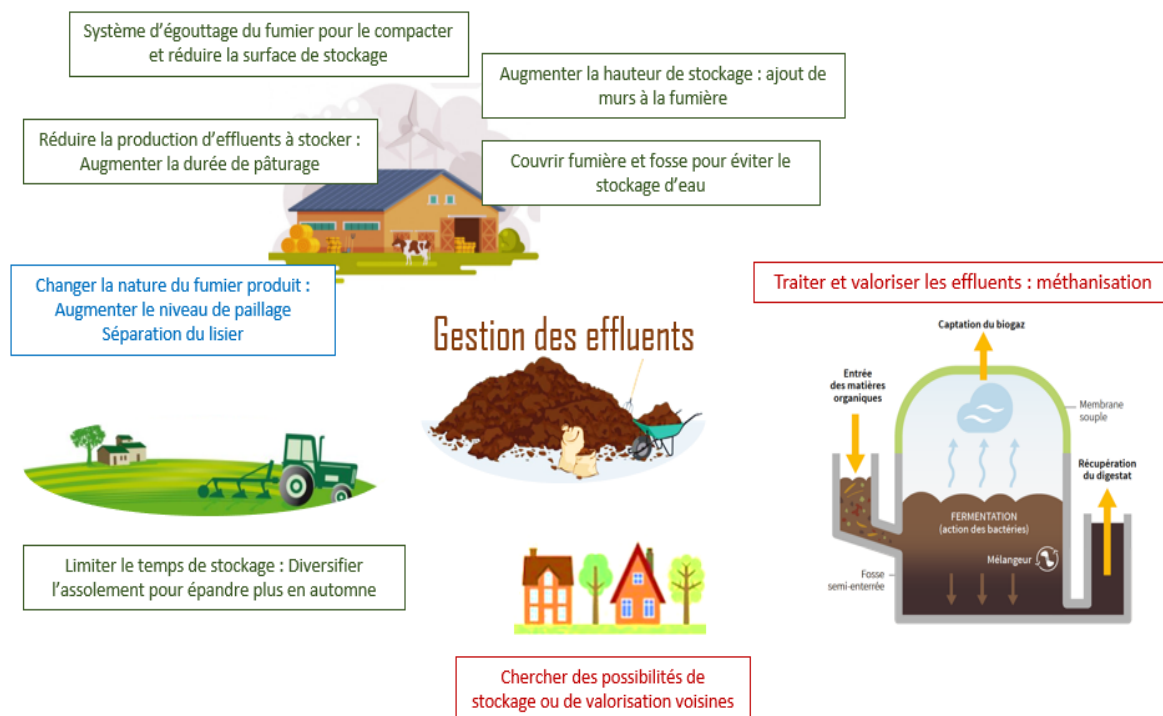 Système d'égouttage du fumier pour le compacter
et réduire la surface de stockage
Augmenter la hauteur de stockage : ajout de
murs à la fumière
Réduire la production d'effluents à stocker :
Augmenter la durée de pâturage
Couvrir fumière et fosse pour éviter le
stockage d'eau
Changer la nature du fumier produit :
Augmenter le niveau de paillage
Séparation du lisier
Traiter et valoriser les effluents : méthanisation
Gestion des effluents
Captation du biogaz
Entrée
des matières
organiques
Membrane
souple
Récupération
du digestat
FERMENTATION
(action des bactéries)
Mélangeur
Fosse
semi-enterrée
Limiter le temps de stockage : Diversifier
l'assolement pour épandre plus en automne
Chercher des possibilités de
stockage ou de valorisation voisines